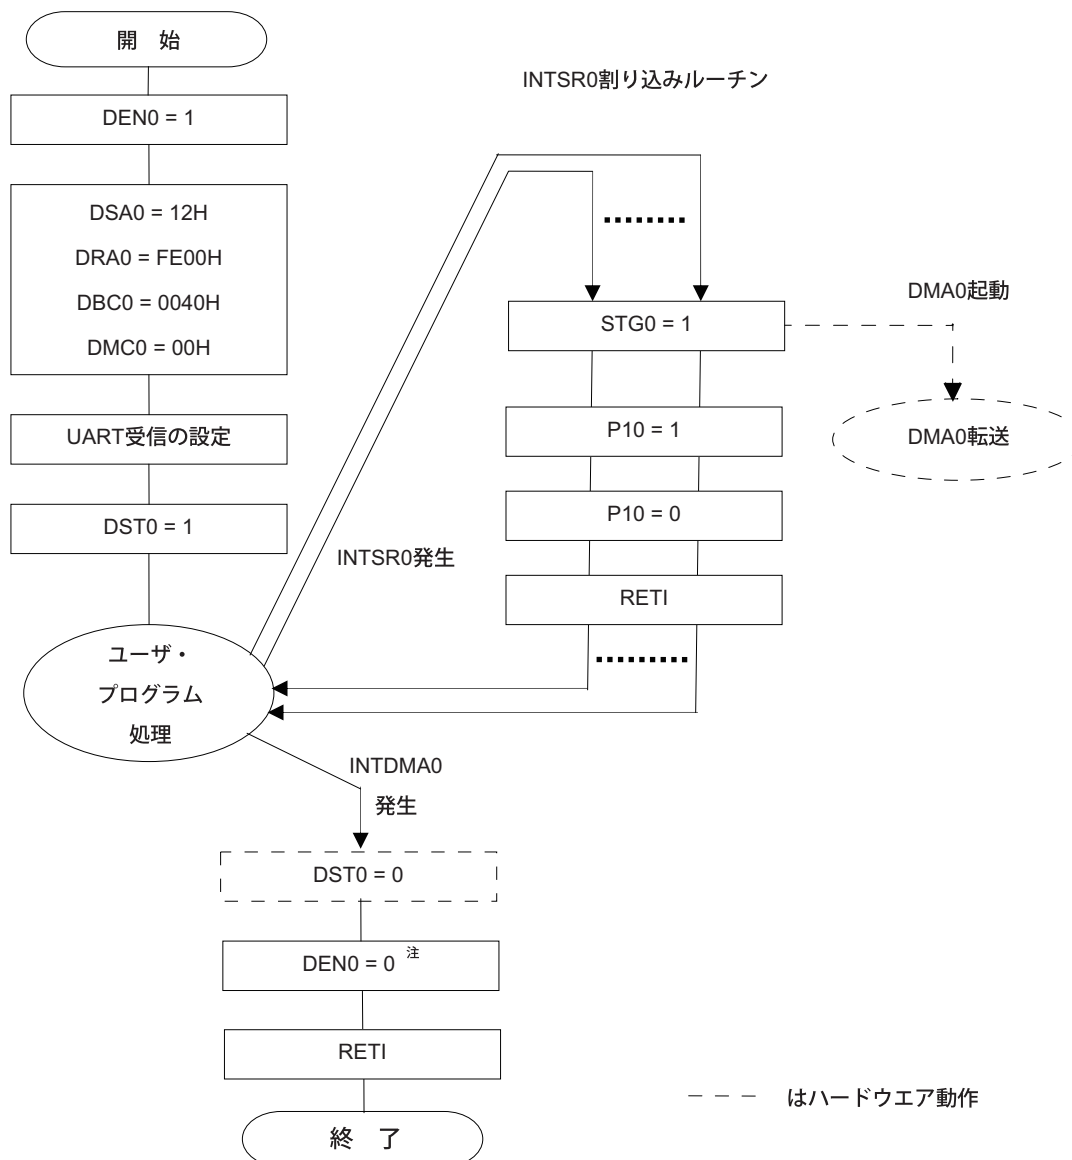 開 始
DEN0 = 1
DSA0 = 12H
DRA0 = FE00H
DBC0 = 0040H
DMC0 = 00H
UART受信の設定
DST0 = 1
ユーザ・
プログラム
処理
INTSR0発生
INTSR0割り込みルーチン
STG0 = 1
P10 = 1
P10 = 0
RETI
DMA0起動
DMA0転送
INTDMA0
発生
DST0 = 0
DEN0 = 0 注
RETI
終 了
はハードウエア動作